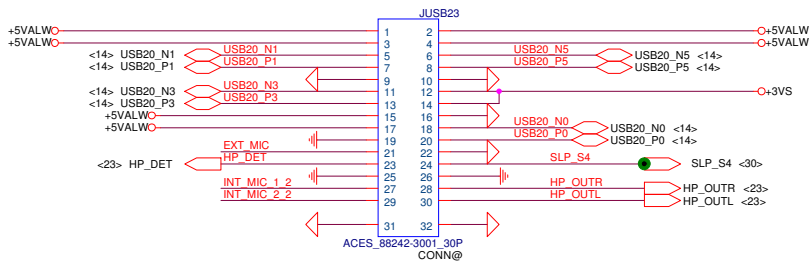 JUSB23
+5VALW 1 2 +5VALW
+5VALW 3 4 +5VALW
<14> USB20_N1 USB20_N1 5 6 USB20_N5 USB20_N5 <14>
<14> USB20_P1 USB20_P1 7 8 USB20_P5 USB20_P5 <14>
9 10
<14> USB20_N3 USB20_N3 11 12 +3VS
<14> USB20_P3 USB20_P3 13 14
+5VALW 15 16
+5VALW 17 18 USB20_N0 USB20_N0 <14>
19 20 USB20_P0 USB20_P0 <14>
EXT_MIC 21 22
<23> HP_DET HP_DET 23 24 SLP_S4 SLP_S4 <30>
25 26
INT_MIC_1_2 27 28 HP_OUTR HP_OUTR <23>
INT_MIC_2_2 29 30 HP_OUTL HP_OUTL <23>
31 32
ACES_88242-3001_30P
CONN@